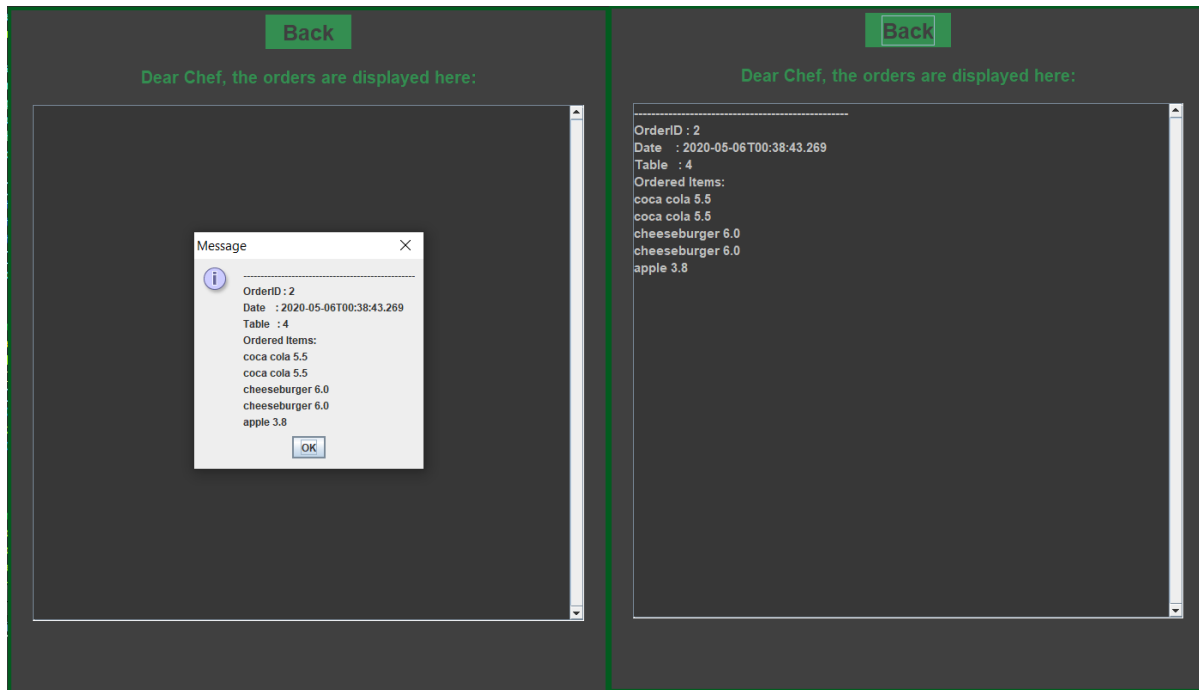 Back
Dear Chef, the orders are displayed here:
Message
--------------------------------------------------
OrderID : 2
Date : 2020-05-06T00:38:43.269
Table : 4
Ordered Items:
coca cola 5.5
coca cola 5.5
cheeseburger 6.0
cheeseburger 6.0
apple 3.8
OK
Back
Dear Chef, the orders are displayed here:
--------------------------------------------------
OrderID : 2
Date : 2020-05-06T00:38:43.269
Table : 4
Ordered Items:
coca cola 5.5
coca cola 5.5
cheeseburger 6.0
cheeseburger 6.0
apple 3.8